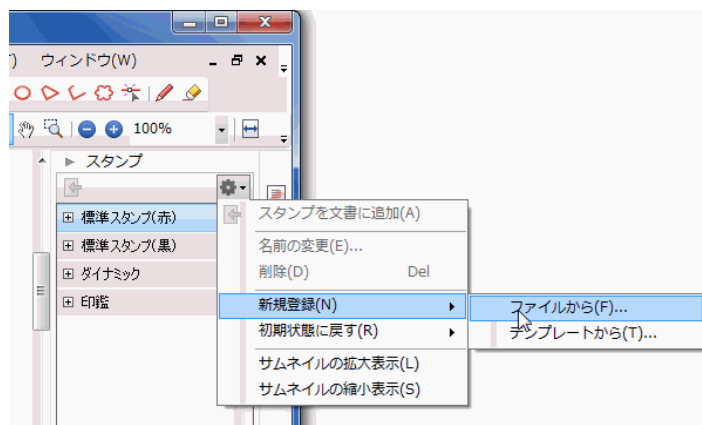 ) ウィンドウ(W)
100%
スタンプ
標準スタンプ(赤)
標準スタンプ(黒)
ダイナミック
印鑑
スタンプを文書に追加(A)
名前の変更(E)...
削除(D) Del
新規登録(N)
初期状態に戻す(R)
サムネイルの拡大表示(L)
サムネイルの縮小表示(S)
ファイルから(F)...
テンプレートから(T)...